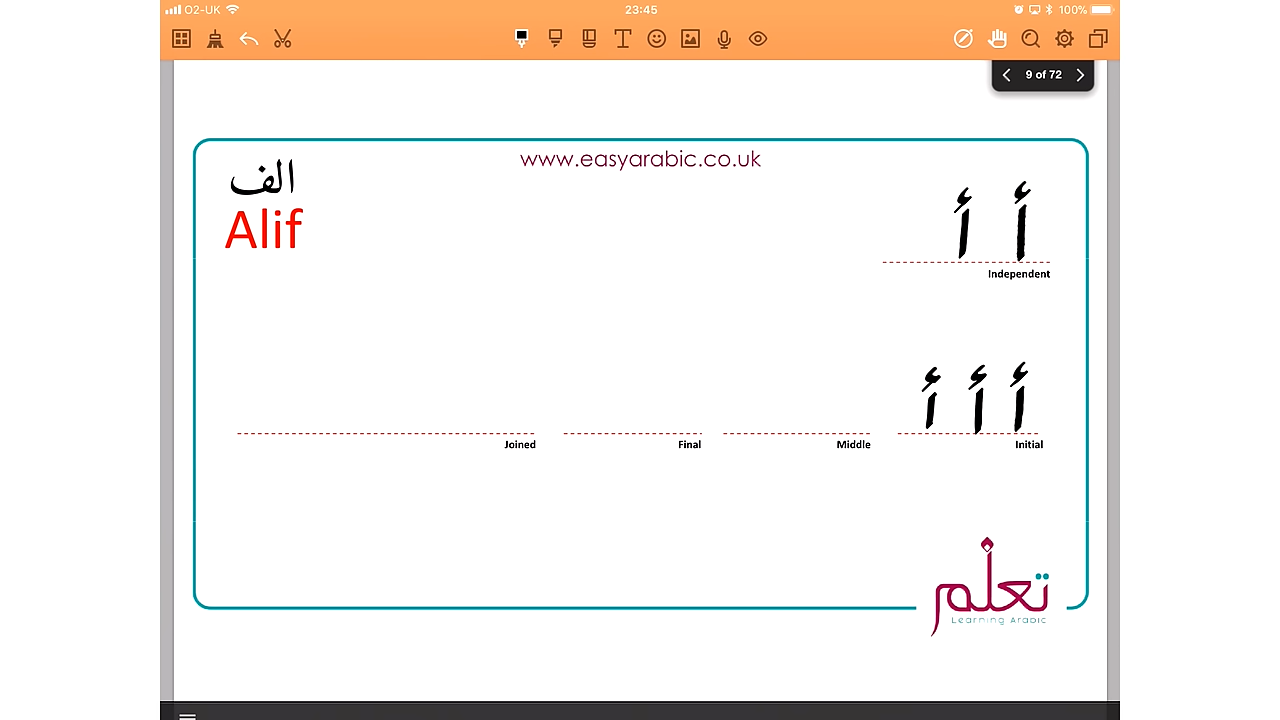 O2-UK 23:45 100%
9 of 72
www.easyarabic.co.uk
الف
Alif
أ أ
Independent
أ أ أ
Joined Final Middle Initial
تعلم
Learning Arabic